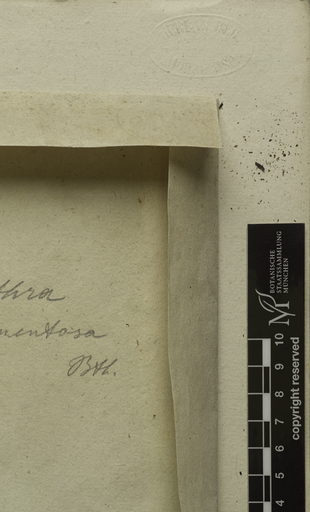 thra
mentosa
Bth.
BOTANISCHE
STAATSSAMMLUNG
MÜNCHEN
copyright reserved
10
9
8
7
6
5
4